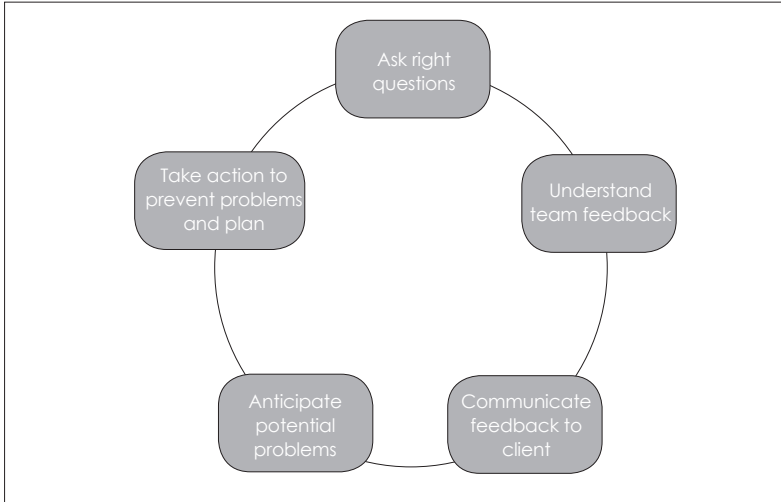 Ask right
questions
Understand
team feedback
Communicate
feedback to
client
Anticipate
potential
problems
Take action to
prevent problems
and plan